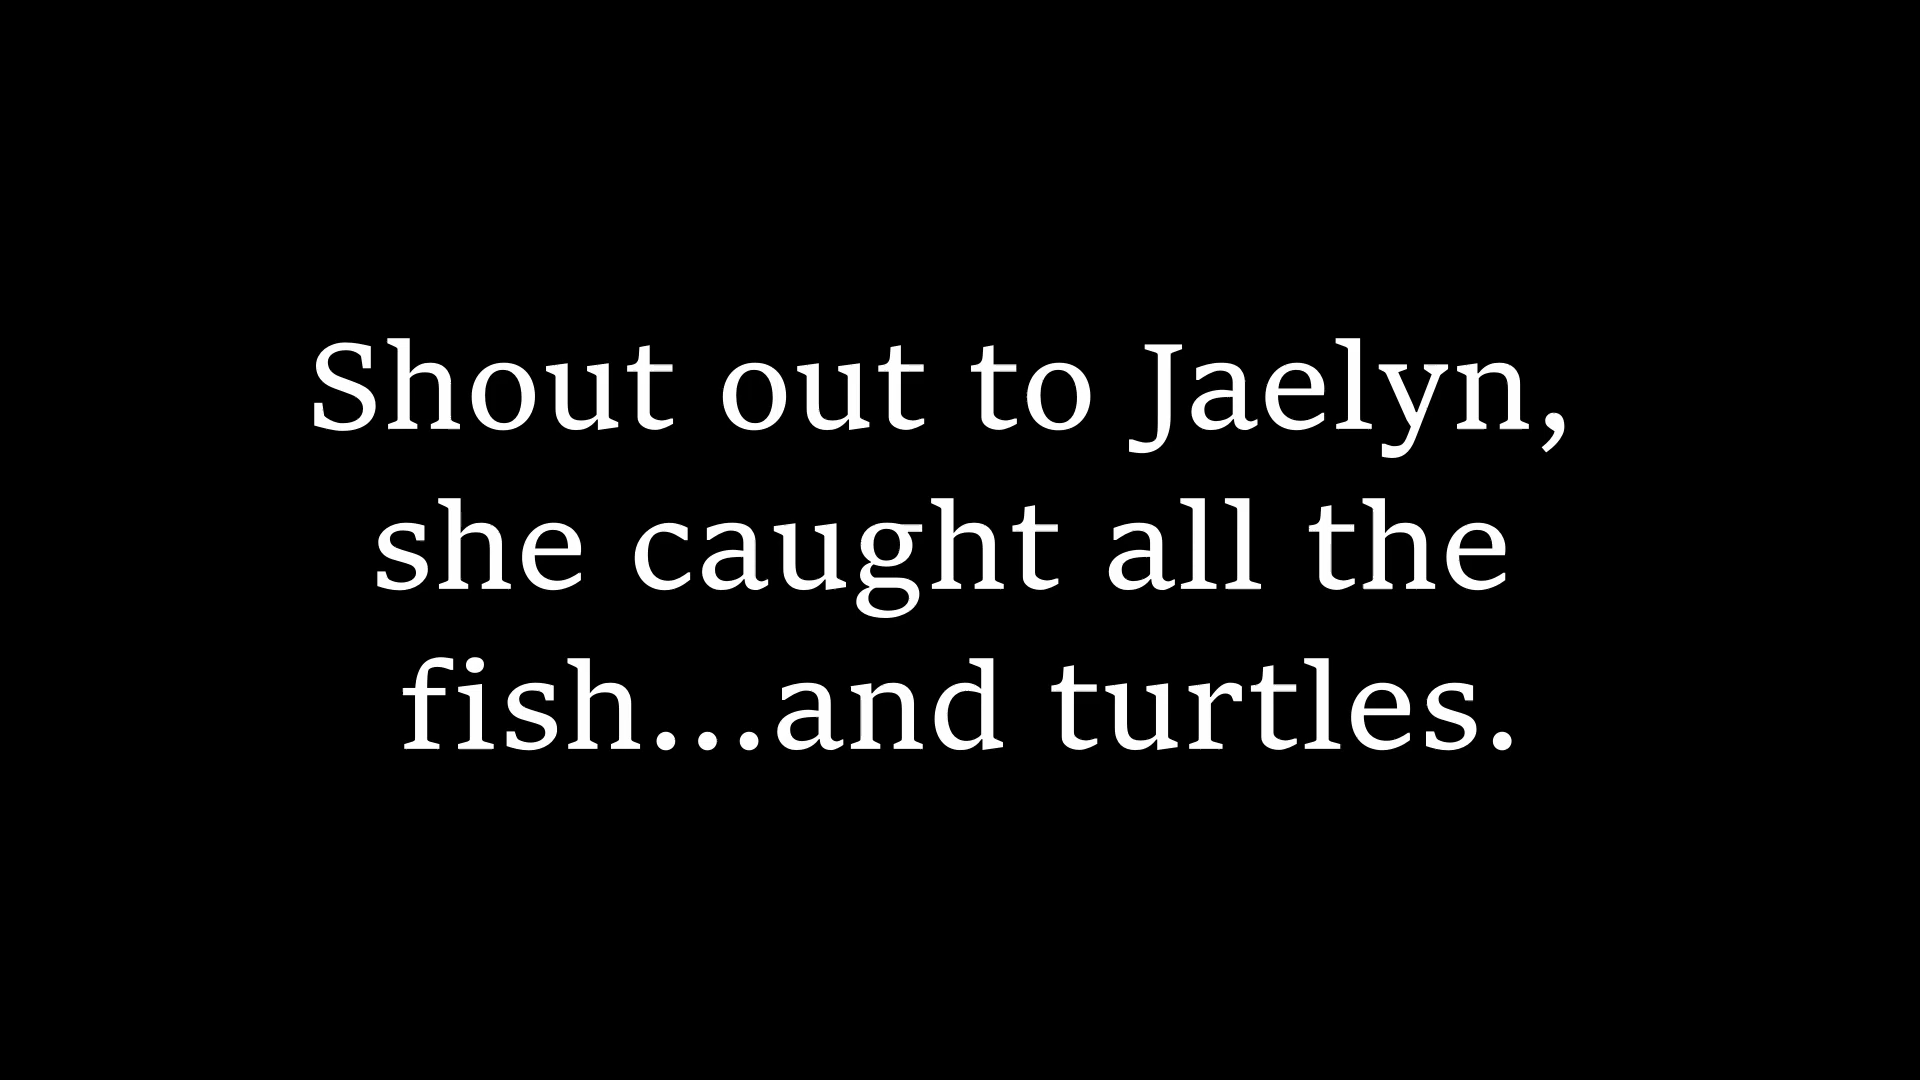 Shout out to Jaelyn,
she caught all the
fish...and turtles.